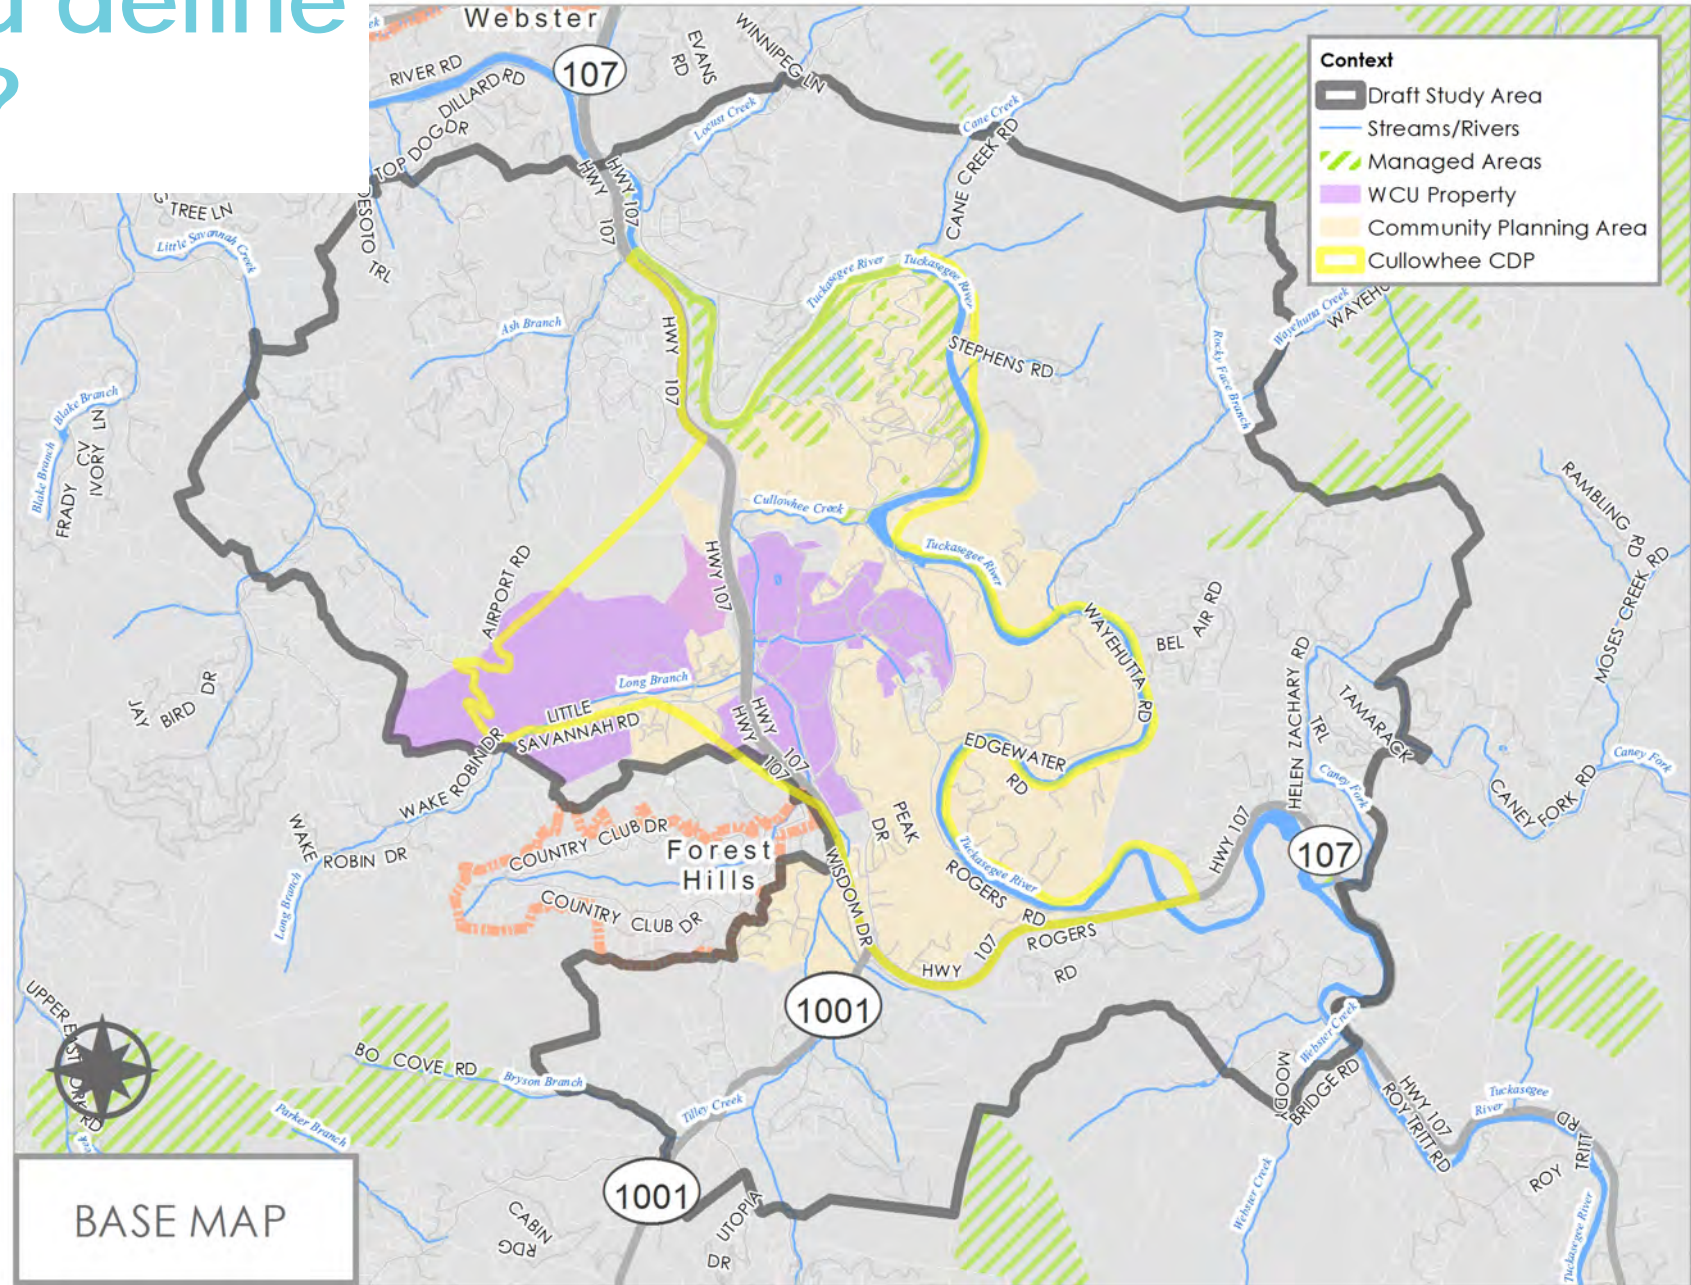 define
?
Webster
107
RIVER RD
DILLARD RD
TOP DOG DR
EVANS
RD
WINNIPEG LN
Locust Creek
Cane Creek
CANE CREEK RD
Context
Draft Study Area
Streams/Rivers
Managed Areas
WCU Property
Community Planning Area
Cullowhee CDP
TREE LN
Little Savannah Creek
DESOTO
TRL
HWY
107
HWY 107
Tuckasegee River
Tuckasegee River
Ash Branch
HWY
107
STEPHENS RD
Rocky Face Branch
Wayehutta Creek
Blake Branch
Blake Branch
FRADY
CV
IVORY LN
Cullowhee Creek
Tuckasegee River
HWY 107
AIRPORT RD
RAMBLING
RD
MOSES CREEK RD
WAYEHUTTA
RD
BEL
AIR RD
JAY
BIRD
DR
Long Branch
LITTLE
SAVANNAH RD
HWY
107
HWY
107
HELEN ZACHARY RD
TRL
TAMARACK
EDGEWATER
RD
Caney Fork
CANEY
FORK RD
Caney Fork
WAKE ROBIN DR
WAKE
ROBIN DR
Long Branch
COUNTRY CLUB DR
Forest
Hills
COUNTRY
CLUB DR
PEAK
DR
WISDOM DR
Tuckasegee River
ROGERS
RD
HWY 107
107
HWY
107
ROGERS
RD
1001
UPPER EAST
FORK RD
BO COVE RD
Bryson Branch
Parker Branch
Tilley Creek
1001
CABIN
RDG
UTOPIA
DR
Webster Creek
MOODY
BRIDGE RD
HWY 107
ROY TRITT RD
Tuckasegee
River
ROY
TRITT
RD
Webster Creek
Tuckasegee River
BASE MAP